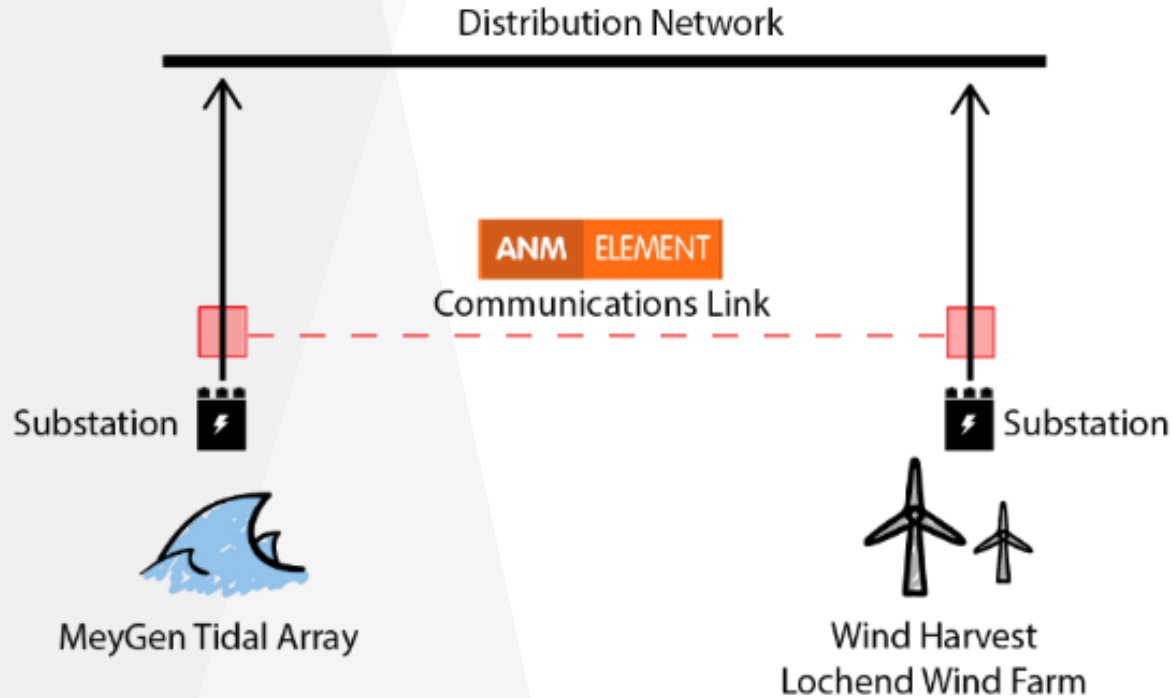 Distribution Network
ANM ELEMENT
Communications Link
Substation
Substation
MeyGen Tidal Array
Wind Harvest
Lochend Wind Farm